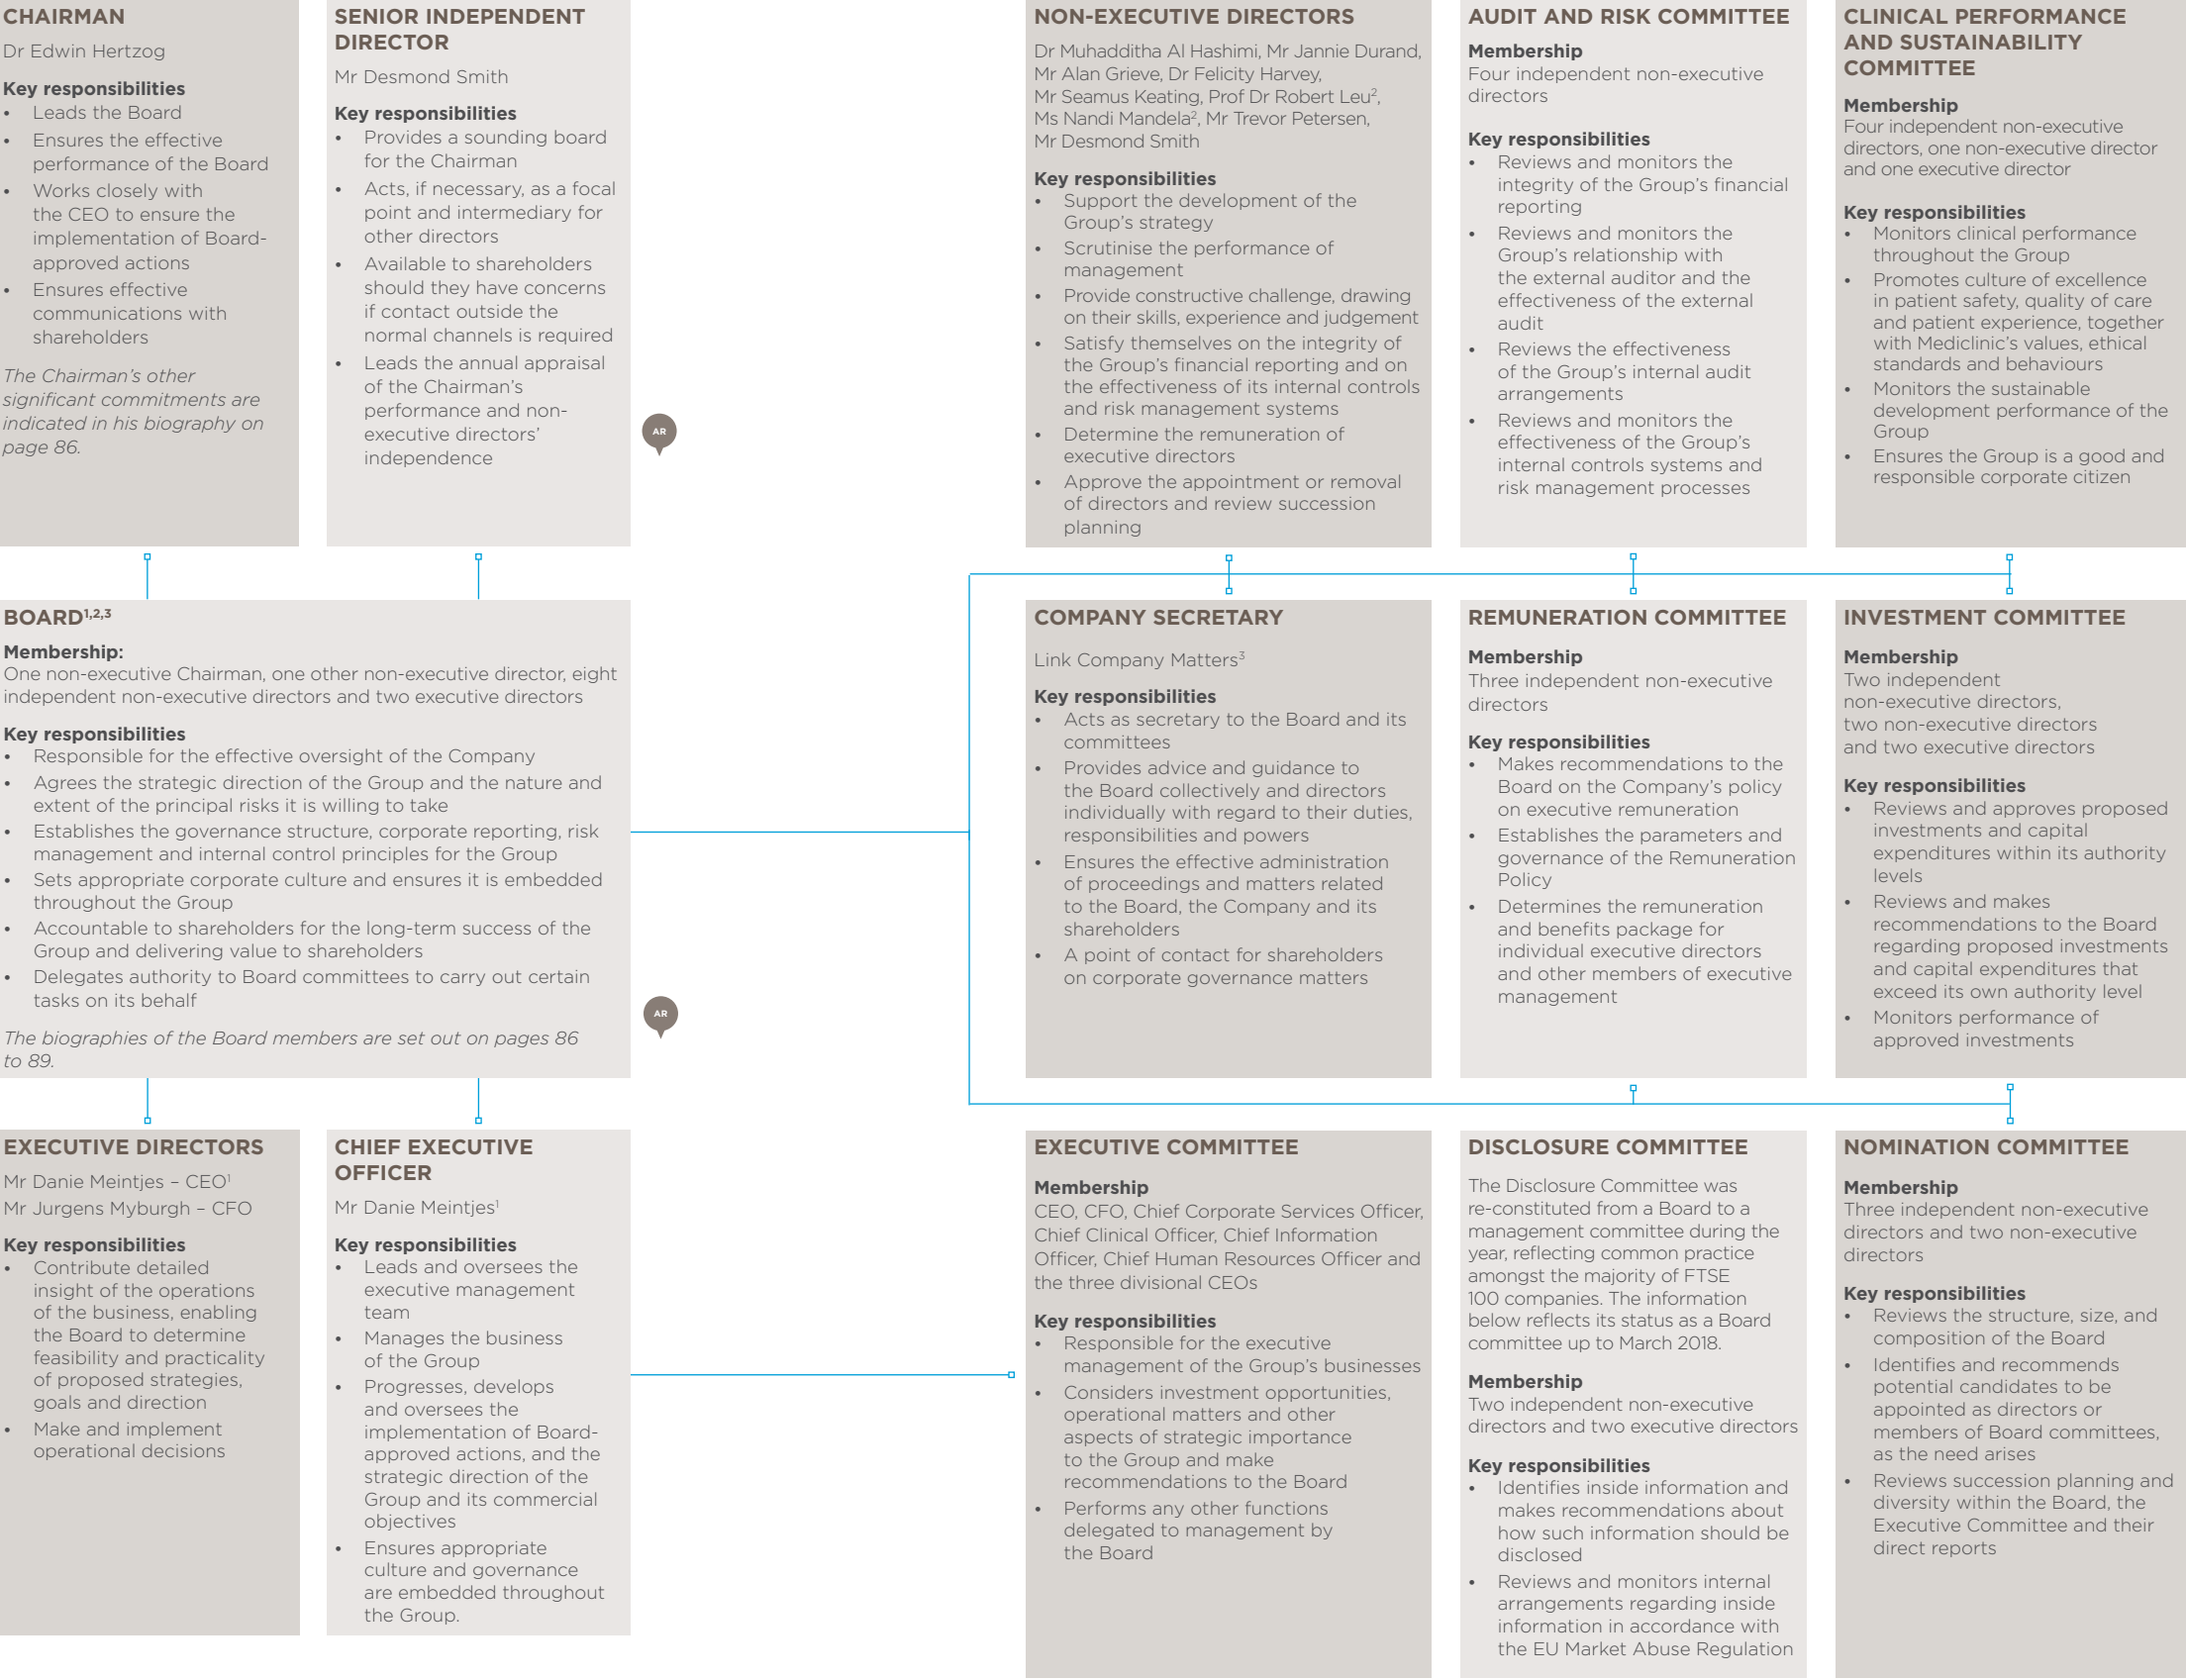 CHAIRMAN
Dr Edwin Hertzog
Key responsibilities
• Leads the Board
• Ensures the effective
performance of the Board
• Works closely with
the CEO to ensure the
implementation of Board-
approved actions
• Ensures effective
communications with
shareholders
The Chairman's other
significant commitments are
indicated in his biography on
page 86.
SENIOR INDEPENDENT
DIRECTOR
Mr Desmond Smith
Key responsibilities
• Provides a sounding board
for the Chairman
• Acts, if necessary, as a focal
point and intermediary for
other directors
• Available to shareholders
should they have concerns
if contact outside the
normal channels is required
• Leads the annual appraisal
of the Chairman's
performance and non-
executive directors'
independence
AR
NON-EXECUTIVE DIRECTORS
Dr Muhadditha Al Hashimi, Mr Jannie Durand,
Mr Alan Grieve, Dr Felicity Harvey,
Mr Seamus Keating, Prof Dr Robert Leu²,
Ms Nandi Mandela², Mr Trevor Petersen,
Mr Desmond Smith
Key responsibilities
• Support the development of the
Group's strategy
• Scrutinise the performance of
management
• Provide constructive challenge, drawing
on their skills, experience and judgement
• Satisfy themselves on the integrity of
the Group's financial reporting and on
the effectiveness of its internal controls
and risk management systems
• Determine the remuneration of
executive directors
• Approve the appointment or removal
of directors and review succession
planning
AUDIT AND RISK COMMITTEE
Membership
Four independent non-executive
directors
Key responsibilities
• Reviews and monitors the
integrity of the Group's financial
reporting
• Reviews and monitors the
Group's relationship with
the external auditor and the
effectiveness of the external
audit
• Reviews the effectiveness
of the Group's internal audit
arrangements
• Reviews and monitors the
effectiveness of the Group's
internal controls systems and
risk management processes
CLINICAL PERFORMANCE
AND SUSTAINABILITY
COMMITTEE
Membership
Four independent non-executive
directors, one non-executive director
and one executive director
Key responsibilities
• Monitors clinical performance
throughout the Group
• Promotes culture of excellence
in patient safety, quality of care
and patient experience, together
with Mediclinic's values, ethical
standards and behaviours
• Monitors the sustainable
development performance of the
Group
• Ensures the Group is a good and
responsible corporate citizen
BOARD¹,²,³
Membership:
One non-executive Chairman, one other non-executive director, eight
independent non-executive directors and two executive directors
Key responsibilities
• Responsible for the effective oversight of the Company
• Agrees the strategic direction of the Group and the nature and
extent of the principal risks it is willing to take
• Establishes the governance structure, corporate reporting, risk
management and internal control principles for the Group
• Sets appropriate corporate culture and ensures it is embedded
throughout the Group
• Accountable to shareholders for the long-term success of the
Group and delivering value to shareholders
• Delegates authority to Board committees to carry out certain
tasks on its behalf
The biographies of the Board members are set out on pages 86
to 89.
AR
COMPANY SECRETARY
Link Company Matters³
Key responsibilities
• Acts as secretary to the Board and its
committees
• Provides advice and guidance to
the Board collectively and directors
individually with regard to their duties,
responsibilities and powers
• Ensures the effective administration
of proceedings and matters related
to the Board, the Company and its
shareholders
• A point of contact for shareholders
on corporate governance matters
REMUNERATION COMMITTEE
Membership
Three independent non-executive
directors
Key responsibilities
• Makes recommendations to the
Board on the Company's policy
on executive remuneration
• Establishes the parameters and
governance of the Remuneration
Policy
• Determines the remuneration
and benefits package for
individual executive directors
and other members of executive
management
INVESTMENT COMMITTEE
Membership
Two independent
non-executive directors,
two non-executive directors
and two executive directors
Key responsibilities
• Reviews and approves proposed
investments and capital
expenditures within its authority
levels
• Reviews and makes
recommendations to the Board
regarding proposed investments
and capital expenditures that
exceed its own authority level
• Monitors performance of
approved investments
EXECUTIVE DIRECTORS
Mr Danie Meintjes – CEO¹
Mr Jurgens Myburgh – CFO
Key responsibilities
• Contribute detailed
insight of the operations
of the business, enabling
the Board to determine
feasibility and practicality
of proposed strategies,
goals and direction
• Make and implement
operational decisions
CHIEF EXECUTIVE
OFFICER
Mr Danie Meintjes¹
Key responsibilities
• Leads and oversees the
executive management
team
• Manages the business
of the Group
• Progresses, develops
and oversees the
implementation of Board-
approved actions, and the
strategic direction of the
Group and its commercial
objectives
• Ensures appropriate
culture and governance
are embedded throughout
the Group.
EXECUTIVE COMMITTEE
Membership
CEO, CFO, Chief Corporate Services Officer,
Chief Clinical Officer, Chief Information
Officer, Chief Human Resources Officer and
the three divisional CEOs
Key responsibilities
• Responsible for the executive
management of the Group's businesses
• Considers investment opportunities,
operational matters and other
aspects of strategic importance
to the Group and make
recommendations to the Board
• Performs any other functions
delegated to management by
the Board
DISCLOSURE COMMITTEE
The Disclosure Committee was
re-constituted from a Board to a
management committee during the
year, reflecting common practice
amongst the majority of FTSE
100 companies. The information
below reflects its status as a Board
committee up to March 2018.
Membership
Two independent non-executive
directors and two executive directors
Key responsibilities
• Identifies inside information and
makes recommendations about
how such information should be
disclosed
• Reviews and monitors internal
arrangements regarding inside
information in accordance with
the EU Market Abuse Regulation
NOMINATION COMMITTEE
Membership
Three independent non-executive
directors and two non-executive
directors
Key responsibilities
• Reviews the structure, size, and
composition of the Board
• Identifies and recommends
potential candidates to be
appointed as directors or
members of Board committees,
as the need arises
• Reviews succession planning and
diversity within the Board, the
Executive Committee and their
direct reports